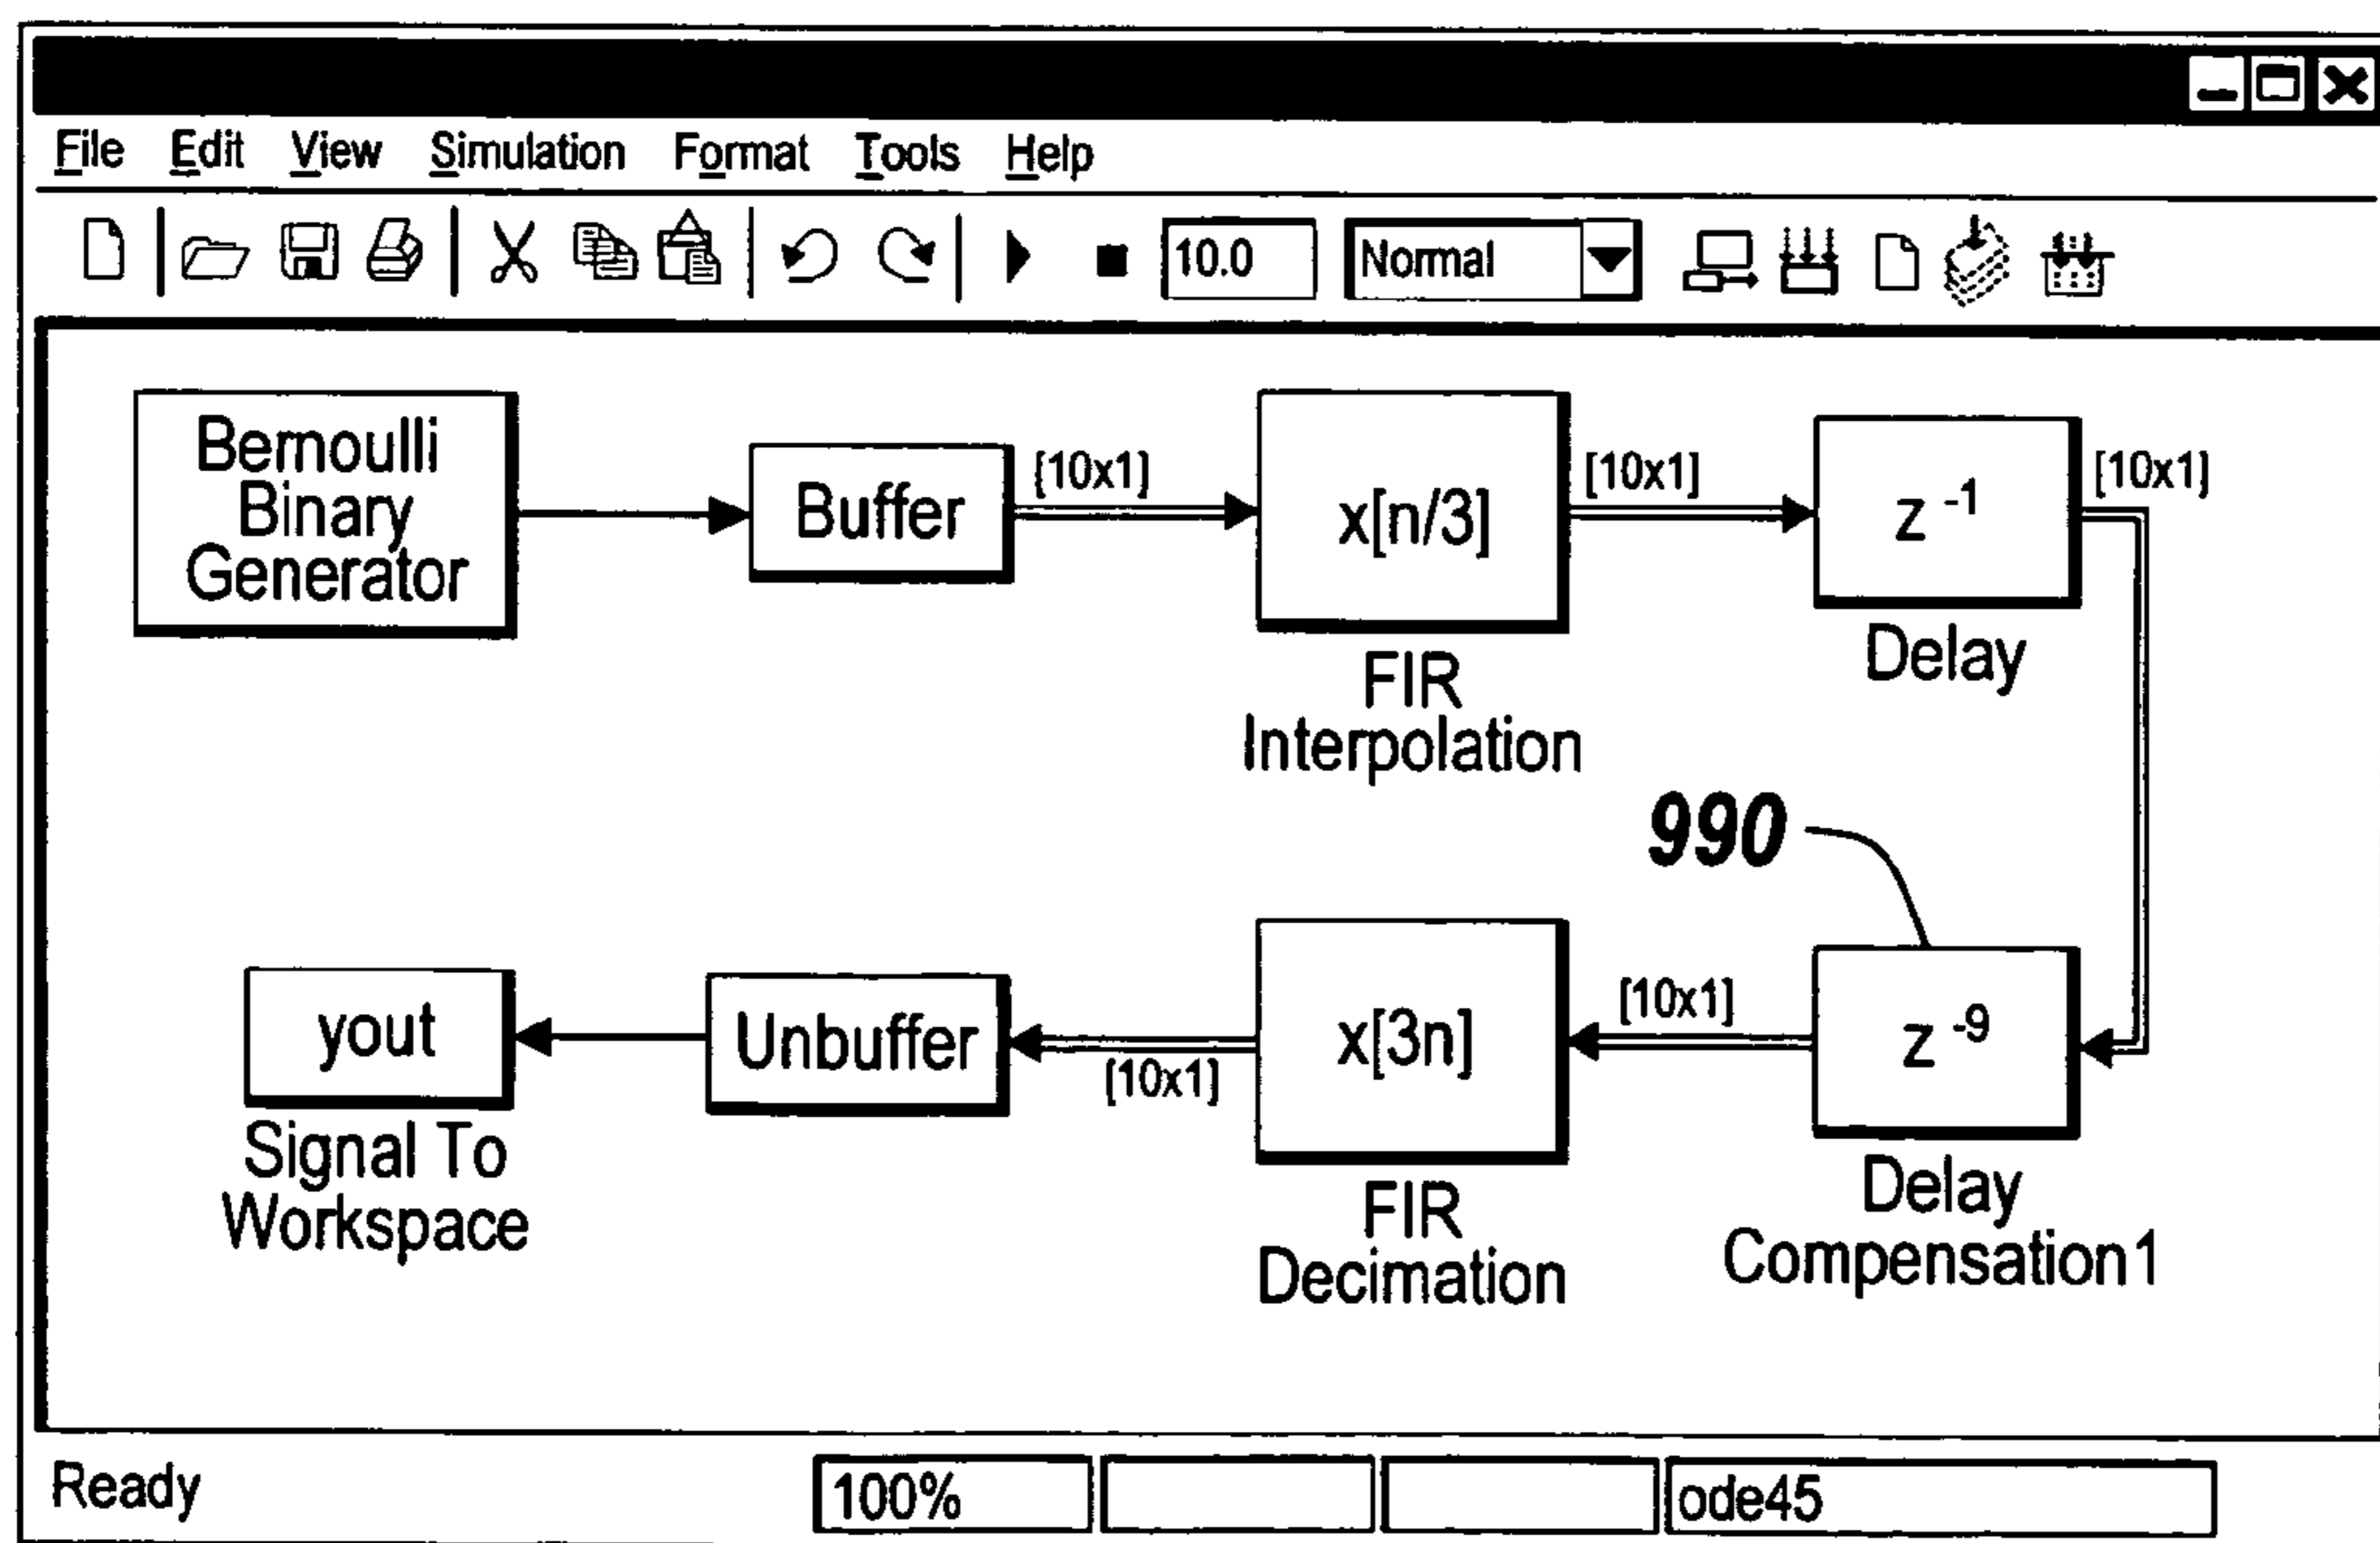 File Edit View Simulation Format Tools Help
10.0 Normal
Bernoulli
Binary
Generator
Buffer
[10x1]
x[n/3]
FIR
Interpolation
[10x1]
z -1
Delay
[10x1]
990
z -9
Delay
Compensation1
[10x1]
x[3n]
FIR
Decimation
[10x1]
Unbuffer
yout
Signal To
Workspace
Ready 100% ode45